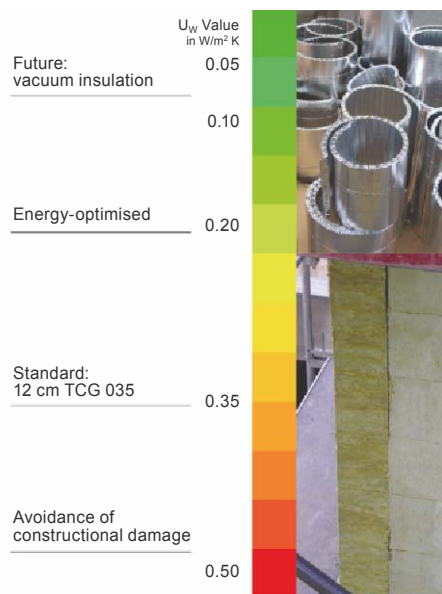 U_W Value
in W/m² K
Future:
vacuum insulation
0.05
0.10
Energy-optimised
0.20
Standard:
12 cm TCG 035
0.35
Avoidance of
constructional damage
0.50